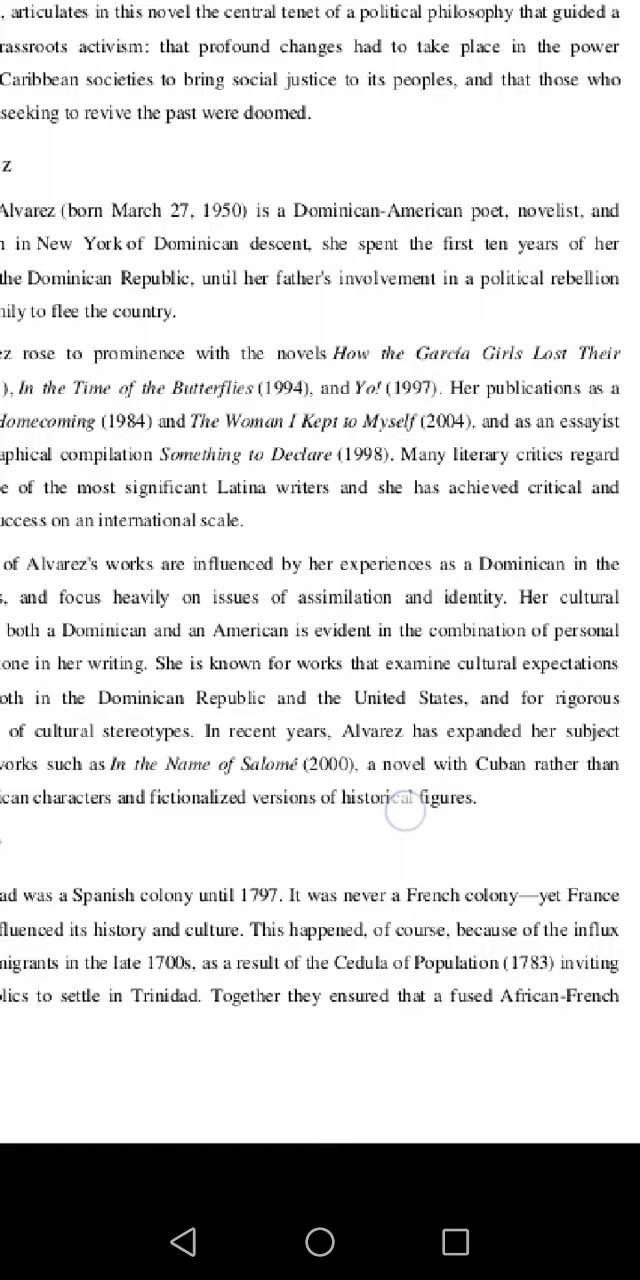 , articulates in this novel the central tenet of a political philosophy that guided a
rassroots activism: that profound changes had to take place in the power
Caribbean societies to bring social justice to its peoples, and that those who
seeking to revive the past were doomed.
z
Alvarez (born March 27, 1950) is a Dominican-American poet, novelist, and
n in New York of Dominican descent, she spent the first ten years of her
the Dominican Republic, until her father's involvement in a political rebellion
nily to flee the country.
ez rose to prominence with the novels How the García Girls Lost Their
), In the Time of the Butterflies (1994), and Yo! (1997). Her publications as a
Homecoming (1984) and The Woman I Kept to Myself (2004), and as an essayist
aphical compilation Something to Declare (1998). Many literary critics regard
e of the most significant Latina writers and she has achieved critical and
uccess on an international scale.
of Alvarez's works are influenced by her experiences as a Dominican in the
s, and focus heavily on issues of assimilation and identity. Her cultural
both a Dominican and an American is evident in the combination of personal
one in her writing. She is known for works that examine cultural expectations
oth in the Dominican Republic and the United States, and for rigorous
of cultural stereotypes. In recent years, Alvarez has expanded her subject
works such as In the Name of Salomé (2000), a novel with Cuban rather than
ican characters and fictionalized versions of historical figures.
ad was a Spanish colony until 1797. It was never a French colony—yet France
fluenced its history and culture. This happened, of course, because of the influx
migrants in the late 1700s, as a result of the Cedula of Population (1783) inviting
olics to settle in Trinidad. Together they ensured that a fused African-French